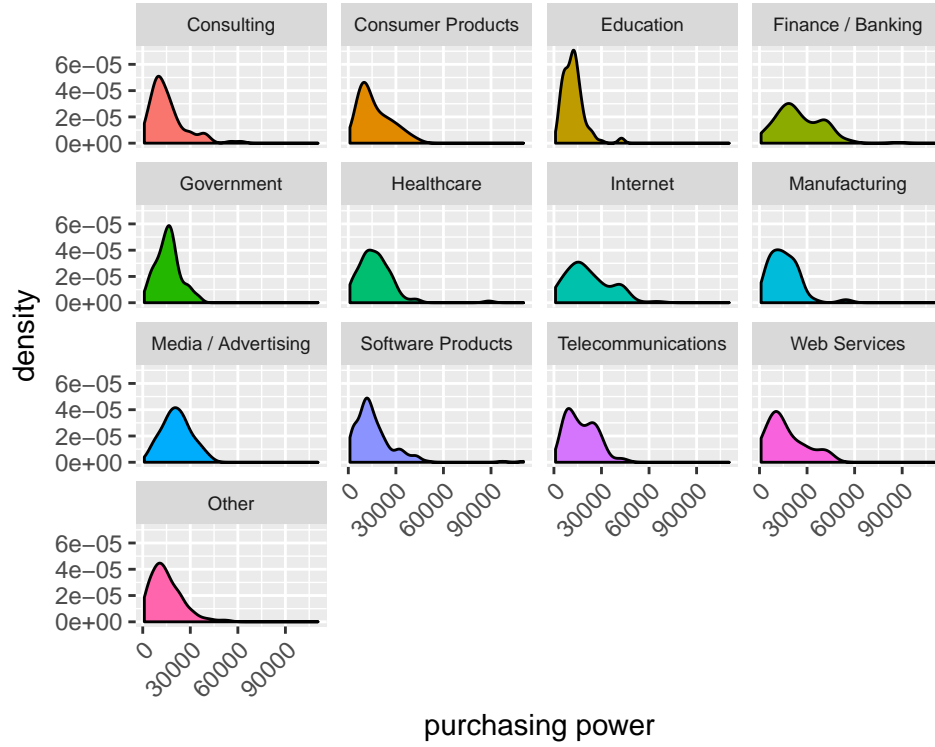 Consulting
Consumer Products
Education
Finance / Banking
6e−05
4e−05
2e−05
0e+00
Government
Healthcare
Internet
Manufacturing
6e−05
4e−05
2e−05
0e+00
density
Media / Advertising
Software Products
Telecommunications
Web Services
6e−05
4e−05
2e−05
0e+00
0
30000
60000
90000
0
30000
60000
90000
0
30000
60000
90000
Other
6e−05
4e−05
2e−05
0e+00
0
30000
60000
90000
purchasing power